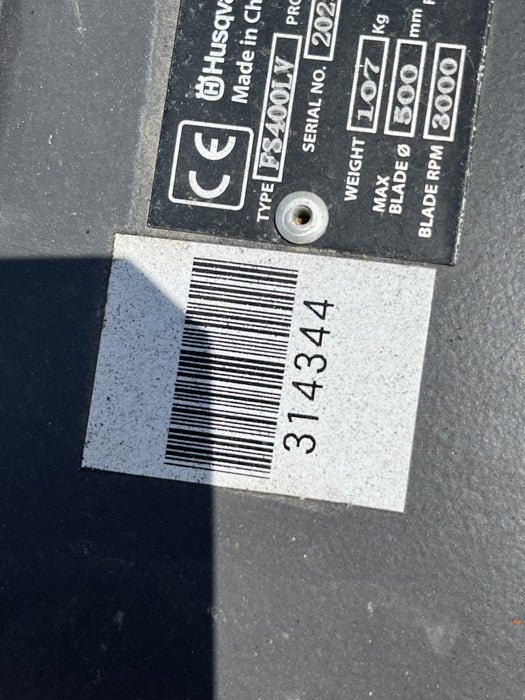 Husqva
Made in Ch
CE
TYPE FS400LV PRO
SERIAL NO. 202
WEIGHT 107 Kg
MAX
BLADE Ø 500 mm
BLADE RPM 3000
314344